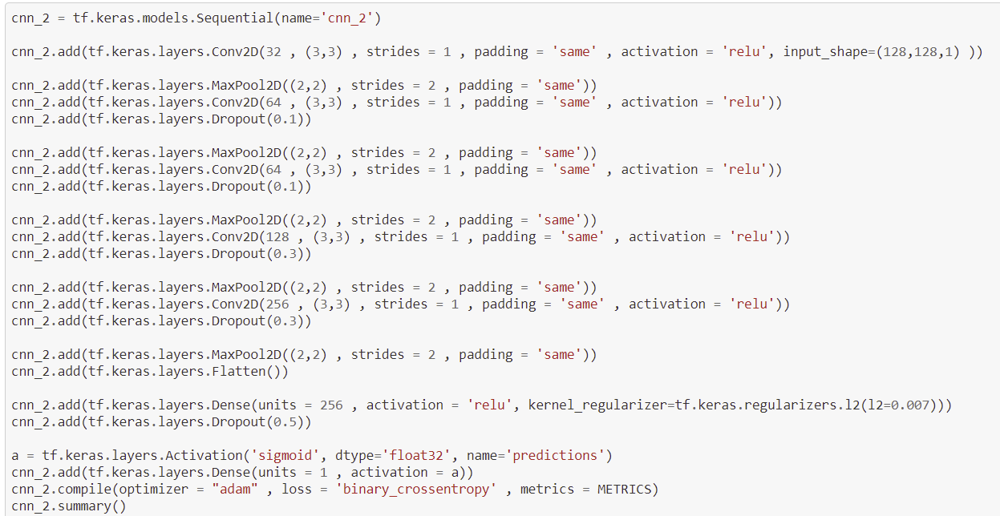 cnn_2 = tf.keras.models.Sequential(name='cnn_2')
cnn_2.add(tf.keras.layers.Conv2D(32 , (3,3) , strides = 1 , padding = 'same' , activation = 'relu', input_shape=(128,128,1) ))
cnn_2.add(tf.keras.layers.MaxPool2D((2,2) , strides = 2 , padding = 'same'))
cnn_2.add(tf.keras.layers.Conv2D(64 , (3,3) , strides = 1 , padding = 'same' , activation = 'relu'))
cnn_2.add(tf.keras.layers.Dropout(0.1))
cnn_2.add(tf.keras.layers.MaxPool2D((2,2) , strides = 2 , padding = 'same'))
cnn_2.add(tf.keras.layers.Conv2D(64 , (3,3) , strides = 1 , padding = 'same' , activation = 'relu'))
cnn_2.add(tf.keras.layers.Dropout(0.1))
cnn_2.add(tf.keras.layers.MaxPool2D((2,2) , strides = 2 , padding = 'same'))
cnn_2.add(tf.keras.layers.Conv2D(128 , (3,3) , strides = 1 , padding = 'same' , activation = 'relu'))
cnn_2.add(tf.keras.layers.Dropout(0.3))
cnn_2.add(tf.keras.layers.MaxPool2D((2,2) , strides = 2 , padding = 'same'))
cnn_2.add(tf.keras.layers.Conv2D(256 , (3,3) , strides = 1 , padding = 'same' , activation = 'relu'))
cnn_2.add(tf.keras.layers.Dropout(0.3))
cnn_2.add(tf.keras.layers.MaxPool2D((2,2) , strides = 2 , padding = 'same'))
cnn_2.add(tf.keras.layers.Flatten())
cnn_2.add(tf.keras.layers.Dense(units = 256 , activation = 'relu', kernel_regularizer=tf.keras.regularizers.l2(l2=0.007)))
cnn_2.add(tf.keras.layers.Dropout(0.5))
a = tf.keras.layers.Activation('sigmoid', dtype='float32', name='predictions')
cnn_2.add(tf.keras.layers.Dense(units = 1 , activation = a))
cnn_2.compile(optimizer = "adam" , loss = 'binary_crossentropy' , metrics = METRICS)
cnn_2.summary()